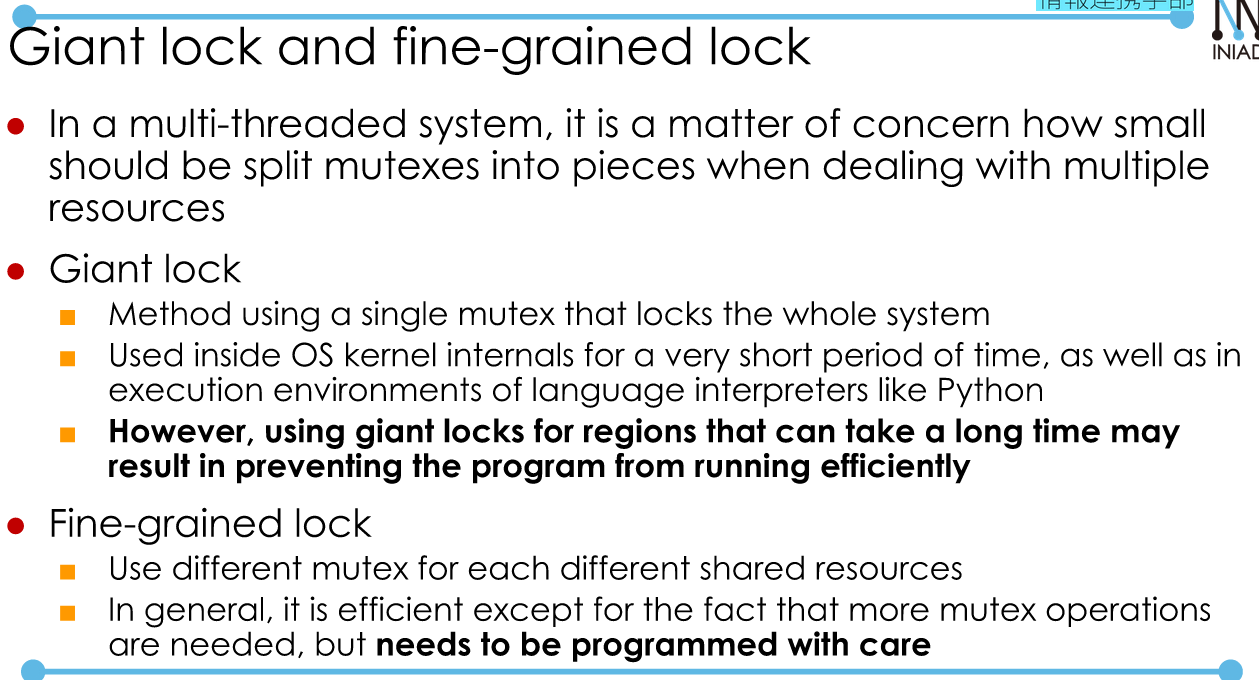 情報連携学部
INIAD
Giant lock and fine-grained lock
● In a multi-threaded system, it is a matter of concern how small
should be split mutexes into pieces when dealing with multiple
resources
● Giant lock
■ Method using a single mutex that locks the whole system
■ Used inside OS kernel internals for a very short period of time, as well as in
execution environments of language interpreters like Python
■ However, using giant locks for regions that can take a long time may
result in preventing the program from running efficiently
● Fine-grained lock
■ Use different mutex for each different shared resources
■ In general, it is efficient except for the fact that more mutex operations
are needed, but needs to be programmed with care